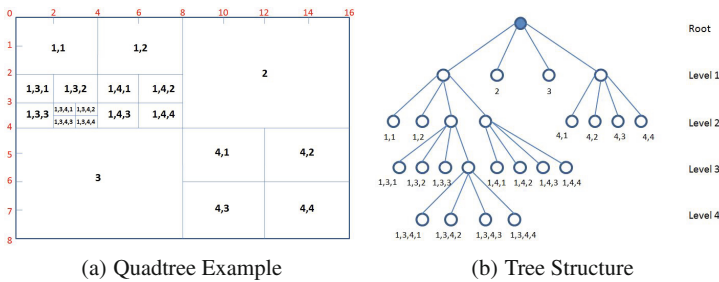 0 2 4 6 8 10 12 14 16
1
2
3
4
5
6
7
8
1,1 1,2
2
1,3,1 1,3,2 1,4,1 1,4,2
1,3,3 1,3,4,1 1,3,4,2 1,4,3 1,4,4
1,3,4,3 1,3,4,4
3
4,1 4,2
4,3 4,4
(a) Quadtree Example
Root
Level 1
2 3
Level 2
1,1 1,2 4,1 4,2 4,3 4,4
Level 3
1,3,1 1,3,2 1,3,3 1,4,1 1,4,2 1,4,3 1,4,4
Level 4
1,3,4,1 1,3,4,2 1,3,4,3 1,3,4,4
(b) Tree Structure